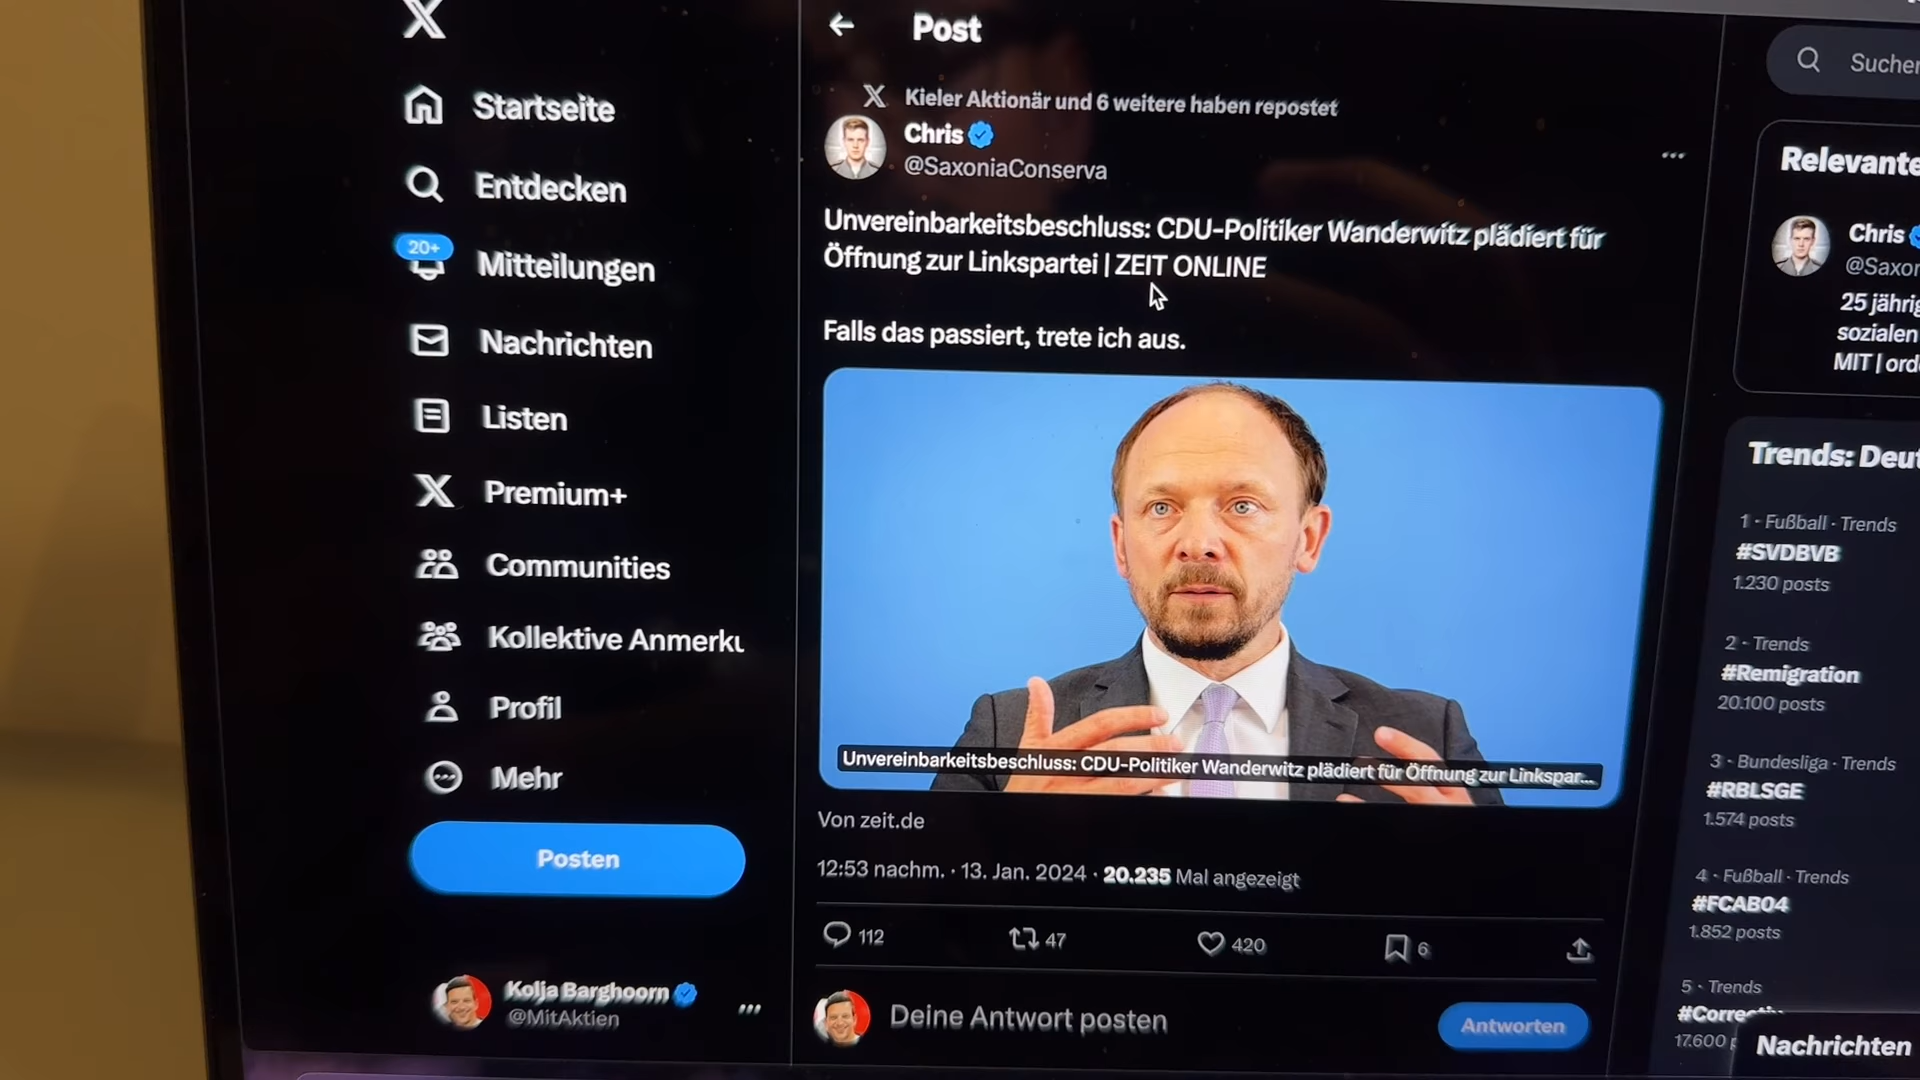 Startseite
Entdecken
20+
Mitteilungen
Nachrichten
Listen
Premium+
Communities
Kollektive Anmerku
Profil
Mehr
Posten
Kolja Barghoorn
@MitAktien
Post
Kieler Aktionär und 6 weitere haben repostet
Chris
@SaxoniaConserva
Unvereinbarkeitsbeschluss: CDU-Politiker Wanderwitz plädiert für
Öffnung zur Linkspartei | ZEIT ONLINE
Falls das passiert, trete ich aus.
Unvereinbarkeitsbeschluss: CDU-Politiker Wanderwitz plädiert für Öffnung zur Linkspar...
Von zeit.de
12:53 nachm. · 13. Jan. 2024 · 20.235 Mal angezeigt
112
47
420
6
Deine Antwort posten
Antworten
Suchen
Relevante
Chris
@Saxon
25 jährig
sozialen
MIT | ord
Trends: Deut
1 · Fußball · Trends
#SVDBVB
1.230 posts
2 · Trends
#Remigration
20.100 posts
3 · Bundesliga · Trends
#RBLSGE
1.574 posts
4 · Fußball · Trends
#FCAB04
1.852 posts
5 · Trends
#Correctiv
17.600 p
Nachrichten